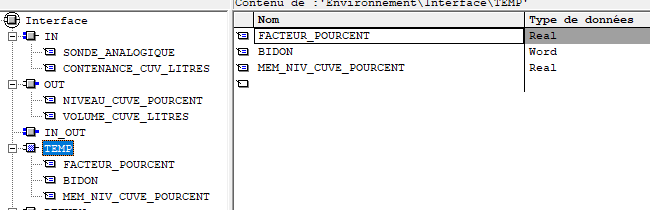 Interface
IN
SONDE_ANALOGIQUE
CONTENANCE_CUV_LITRES
OUT
NIVEAU_CUVE_POURCENT
VOLUME_CUVE_LITRES
IN_OUT
TEMP
FACTEUR_POURCENT
BIDON
MEM_NIV_CUVE_POURCENT
Contenu de :'Environnement\Interface\TEMP'
Nom Type de données
FACTEUR_POURCENT Real
BIDON Word
MEM_NIV_CUVE_POURCENT Real